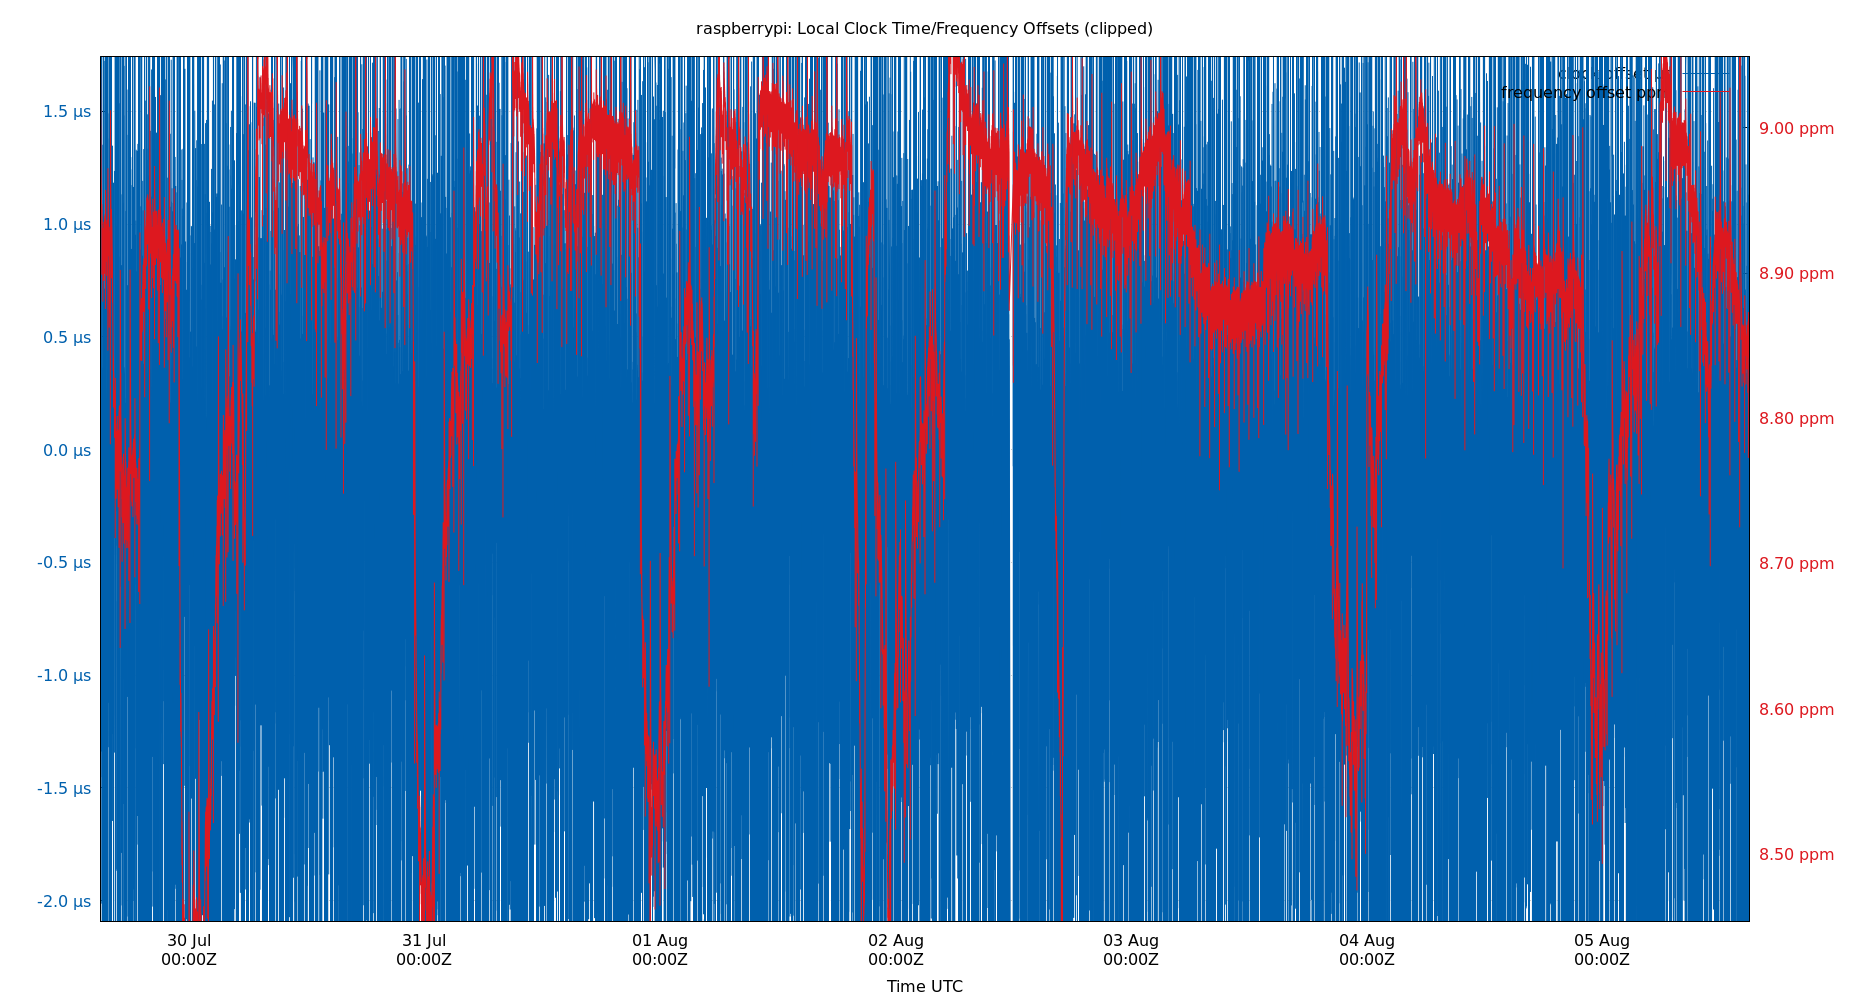 raspberrypi: Local Clock Time/Frequency Offsets (clipped)
clock offset
frequency offset ppm
1.5 µs
1.0 µs
0.5 µs
0.0 µs
-0.5 µs
-1.0 µs
-1.5 µs
-2.0 µs
9.00 ppm
8.90 ppm
8.80 ppm
8.70 ppm
8.60 ppm
8.50 ppm
30 Jul 31 Jul 01 Aug 02 Aug 03 Aug 04 Aug 05 Aug
00:00Z 00:00Z 00:00Z 00:00Z 00:00Z 00:00Z 00:00Z
Time UTC